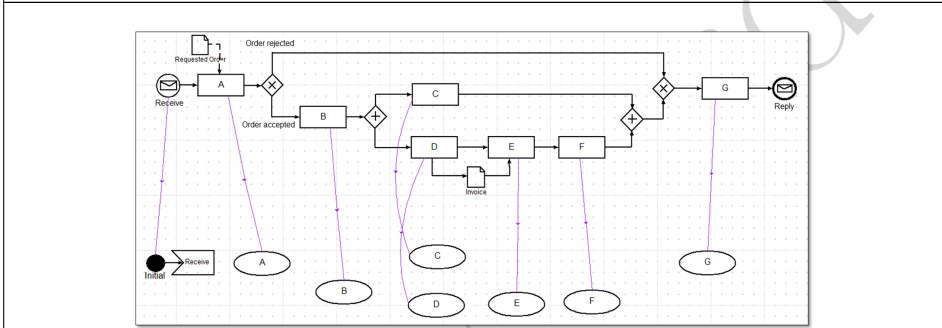 Order rejected
Requested Order
A
C
G
Receive
Reply
B
Order accepted
D
E
F
Invoice
Receive
Initial
A
C
G
B
D
E
F